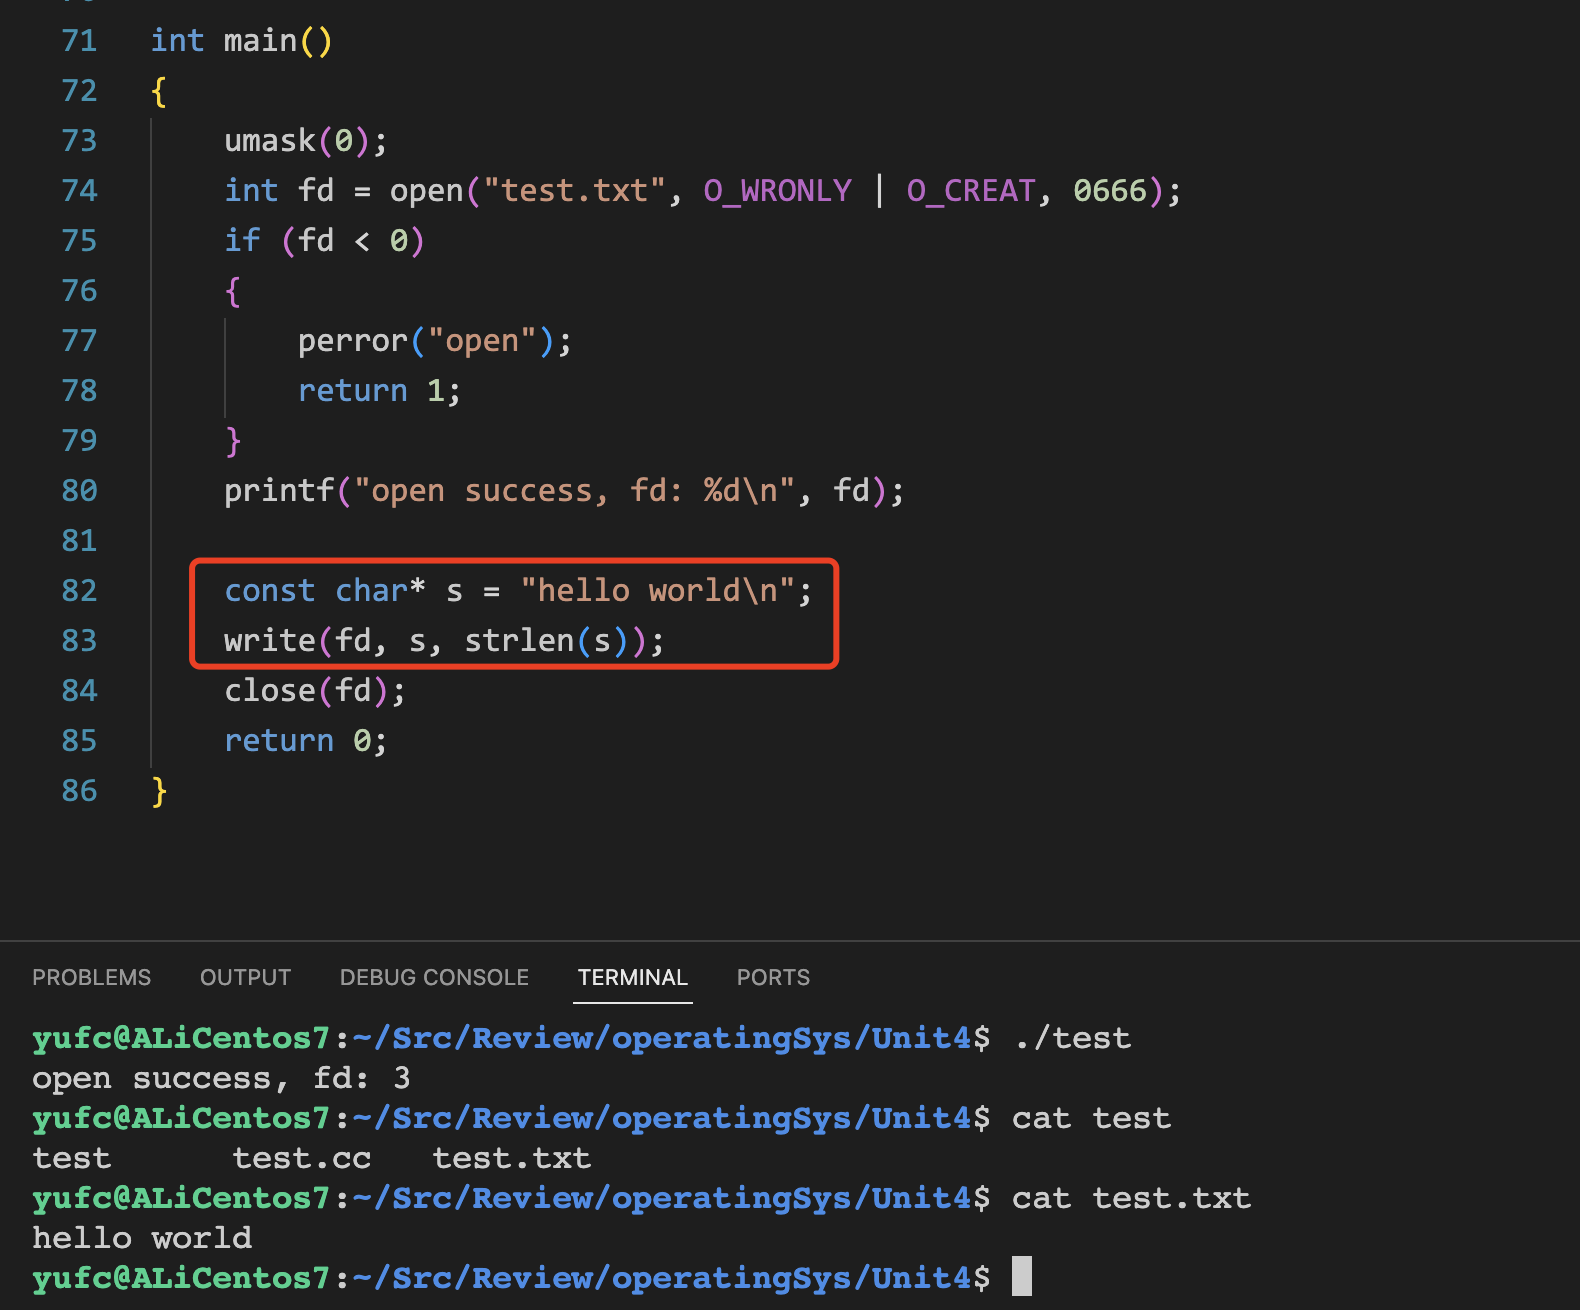 71 int main()
72 {
73     umask(0);
74     int fd = open("test.txt", O_WRONLY | O_CREAT, 0666);
75     if (fd < 0)
76     {
77         perror("open");
78         return 1;
79     }
80     printf("open success, fd: %d\n", fd);
81
82     const char* s = "hello world\n";
83     write(fd, s, strlen(s));
84     close(fd);
85     return 0;
86 }
PROBLEMS OUTPUT DEBUG CONSOLE TERMINAL PORTS
yufc@ALiCentos7:~/Src/Review/operatingSys/Unit4$ ./test
open success, fd: 3
yufc@ALiCentos7:~/Src/Review/operatingSys/Unit4$ cat test
test      test.cc   test.txt
yufc@ALiCentos7:~/Src/Review/operatingSys/Unit4$ cat test.txt
hello world
yufc@ALiCentos7:~/Src/Review/operatingSys/Unit4$